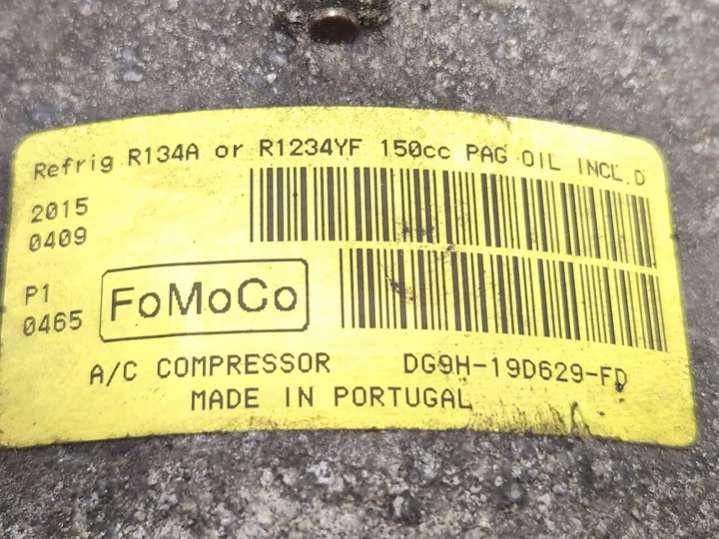 Refrig R134A or R1234YF 150cc PAG OIL INCL.D
2015
0409
P1
0465
FoMoCo
A/C COMPRESSOR DG9H-19D629-FD
MADE IN PORTUGAL